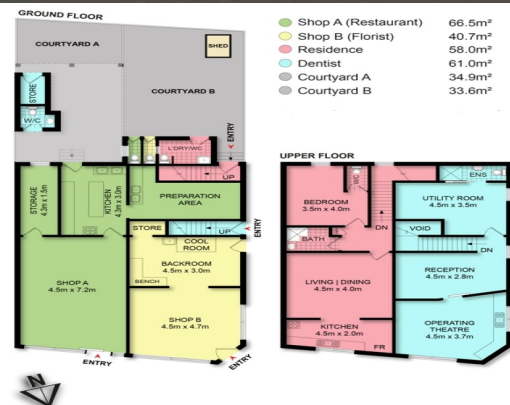 GROUND FLOOR
COURTYARD A
SHED
STORE
COURTYARD B
W/C
L'DRY/WC
ENTRY
UP
STORAGE
4.3m x 1.5m
KITCHEN
4.3m x 3.0m
PREPARATION
AREA
STORE
UP
ENTRY
COOL
ROOM
BACKROOM
4.5m x 3.0m
BENCH
SHOP A
4.5m x 7.2m
SHOP B
4.5m x 4.7m
ENTRY
ENTRY
N
Shop A (Restaurant) 66.5m²
Shop B (Florist) 40.7m²
Residence 58.0m²
Dentist 61.0m²
Courtyard A 34.9m²
Courtyard B 33.6m²
UPPER FLOOR
BEDROOM
3.5m x 4.0m
W/C
ENS
UTILITY ROOM
4.5m x 3.5m
DN
VOID
BATH
DN
RECEPTION
4.5m x 2.8m
LIVING | DINING
4.5m x 4.0m
KITCHEN
4.5m x 2.0m
FR
OPERATING
THEATRE
4.5m x 3.7m